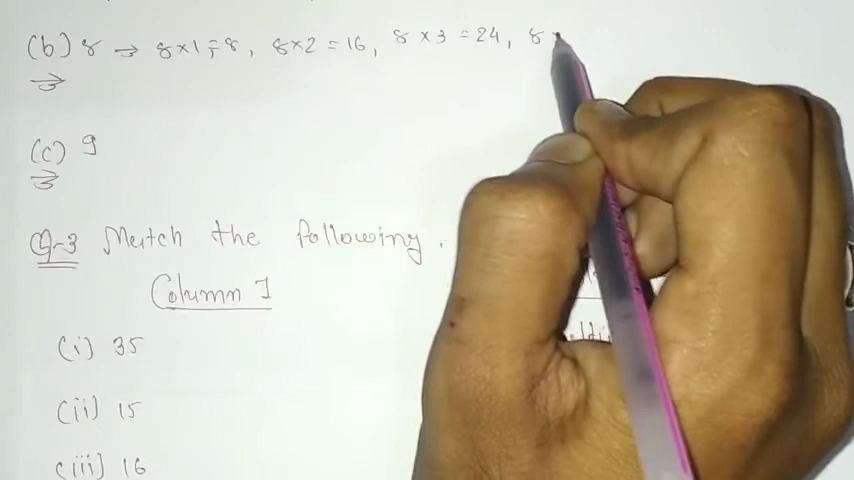 (b) 8 → 8×1=8, 8×2=16, 8×3=24, 8×
⇒
(c) 9
⇒
Q-3 Match the following.
Column I
(i) 35
(ii) 15
(iii) 16